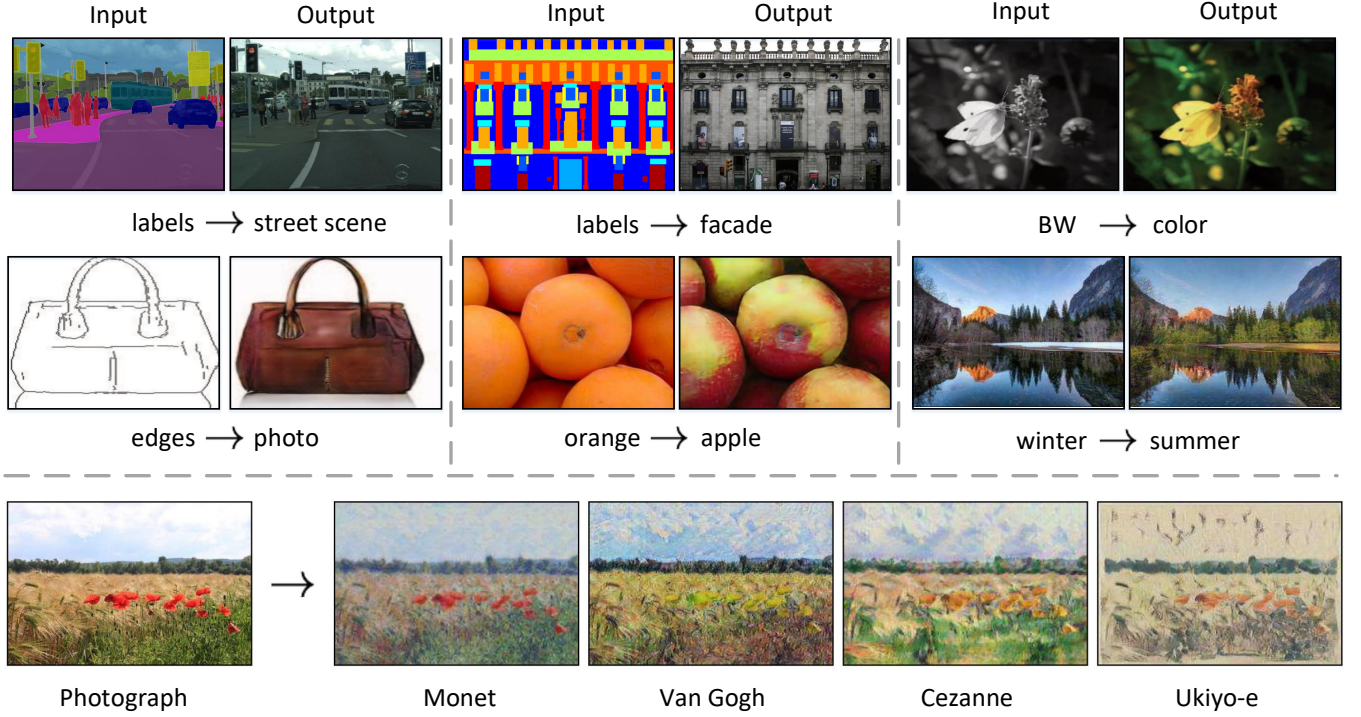 Input Output Input Output Input Output
labels → street scene labels → facade BW → color
edges → photo orange → apple winter → summer
→
Photograph Monet Van Gogh Cezanne Ukiyo-e